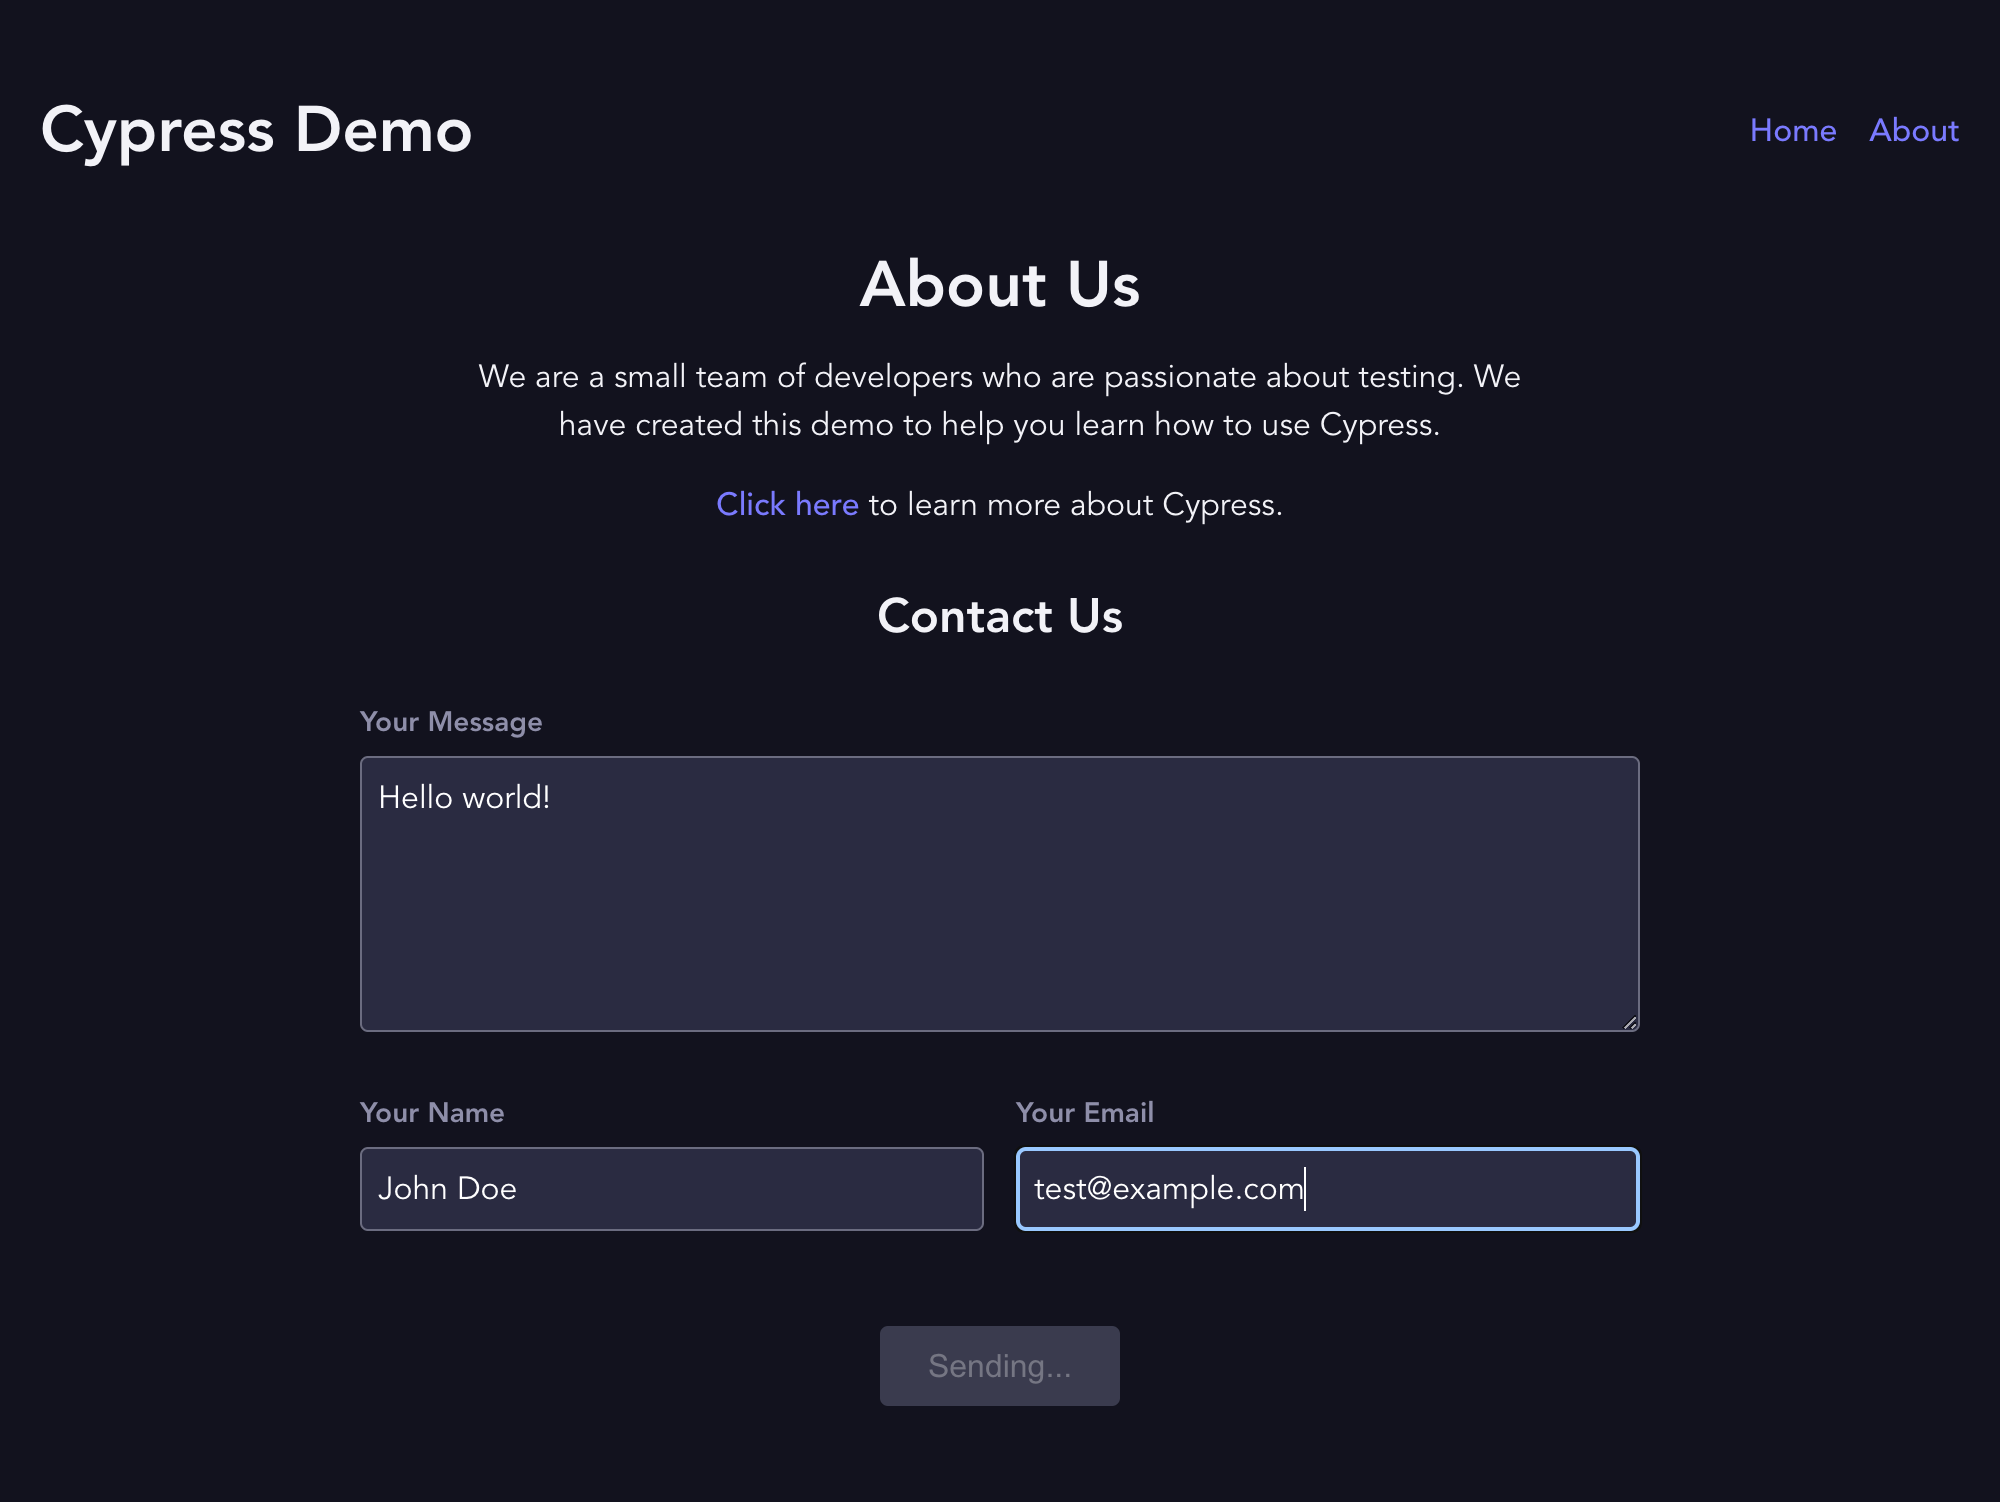 Cypress Demo
Home About
About Us
We are a small team of developers who are passionate about testing. We
have created this demo to help you learn how to use Cypress.
Click here to learn more about Cypress.
Contact Us
Your Message
Hello world!
Your Name
Your Email
John Doe
test@example.com
Sending...